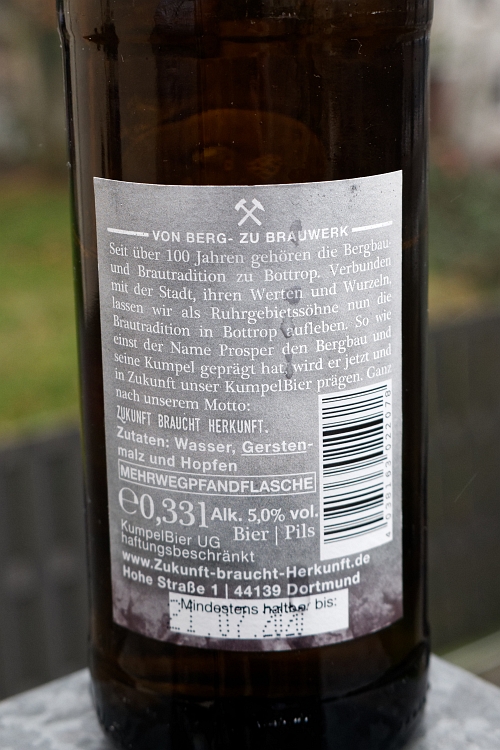 VON BERG- ZU BRAUWERK
Seit über 100 Jahren gehören die Bergbau-
und Brautradition zu Bottrop. Verbunden
mit der Stadt, ihren Werten und Wurzeln,
lassen wir als Ruhrgebietssöhne nun die
Brautradition in Bottrop aufleben. So wie
einst der Name Prosper den Bergbau und
seine Kumpel geprägt hat, wird er jetzt und
in Zukunft unser KumpelBier prägen. Ganz
nach unserem Motto:
ZUKUNFT BRAUCHT HERKUNFT.
Zutaten: Wasser, Gersten-
malz und Hopfen
MEHRWEGPFANDFLASCHE
℮0,33l Alk. 5,0% vol.
Bier | Pils
KumpelBier UG
haftungsbeschränkt
www.Zukunft-braucht-Herkunft.de
Hohe Straße 1 | 44139 Dortmund
Mindestens haltbar bis:
4 038163 022078